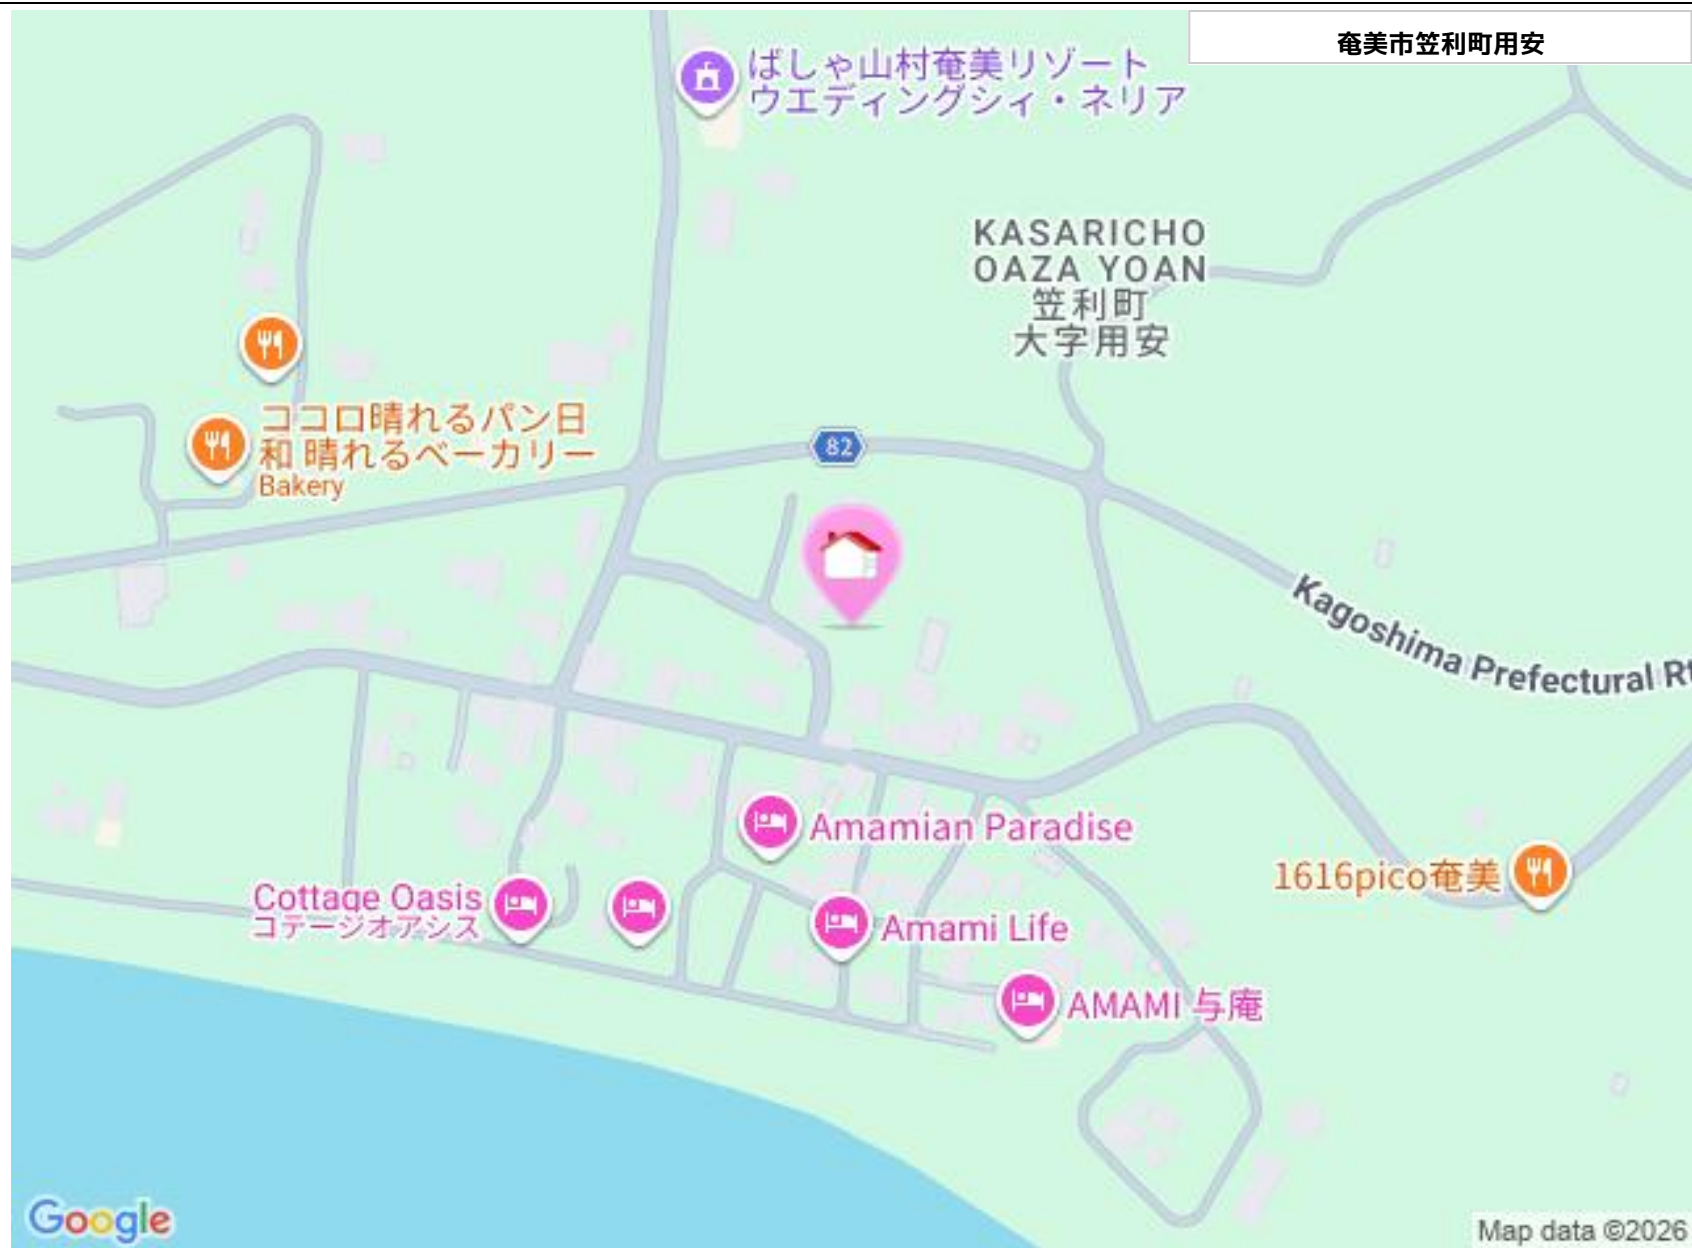 奄美市笠利町用安
ばしゃ山村奄美リゾート
ウエディングシィ・ネリア
KASARICHO
OAZA YOAN
笠利町
大字用安
ココロ晴れるパン日
和 晴れるベーカリー
Bakery
82
Kagoshima Prefectural Rt
Amamian Paradise
1616pico奄美
Cottage Oasis
コテージオアシス
Amami Life
AMAMI 与庵
Google
Map data ©2026